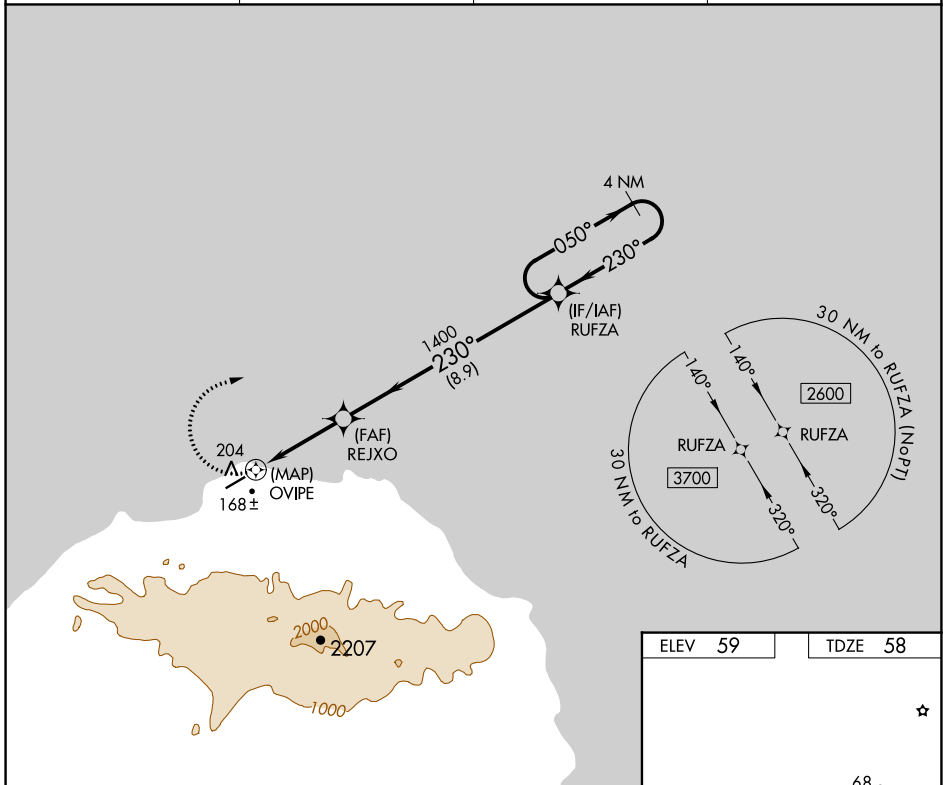 4 NM
050°
230°
(IF/IAF)
RUFZA
1400
230°
(8.9)
(FAF)
REJXO
204
(MAP)
OVIPE
168±
30 NM to RUFZA (NoPT)
140°
2600
RUFZA
320°
140°
RUFZA
3700
320°
30 NM to RUFZA
2000
2207
1000
ELEV 59
TDZE 58
68